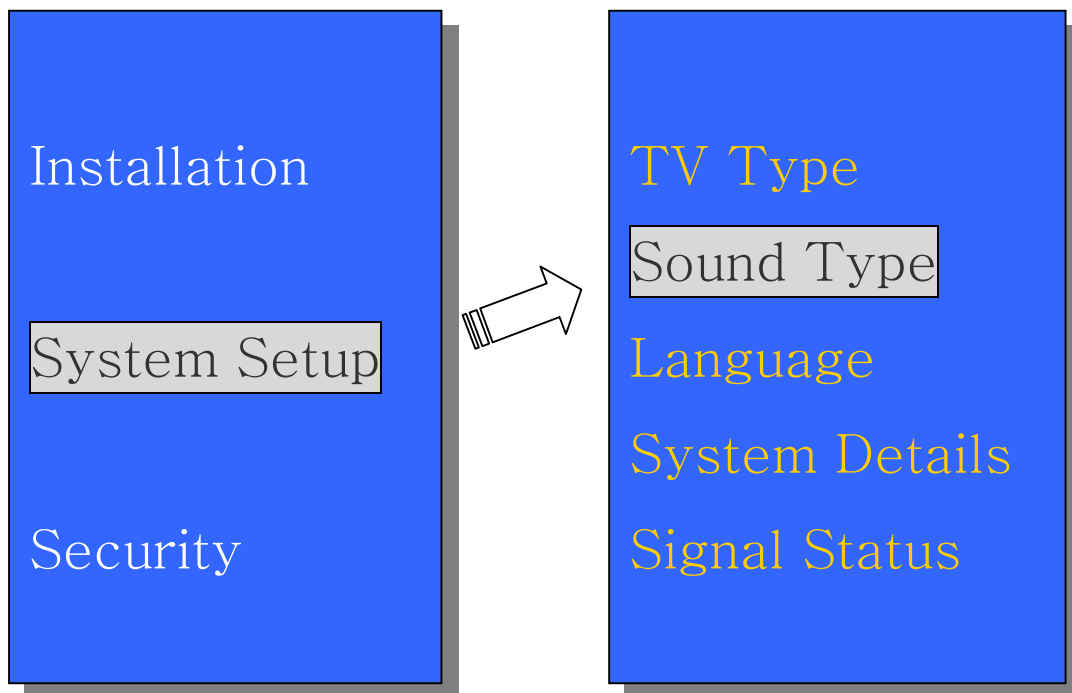 Installation
System Setup
Security
TV Type
Sound Type
Language
System Details
Signal Status